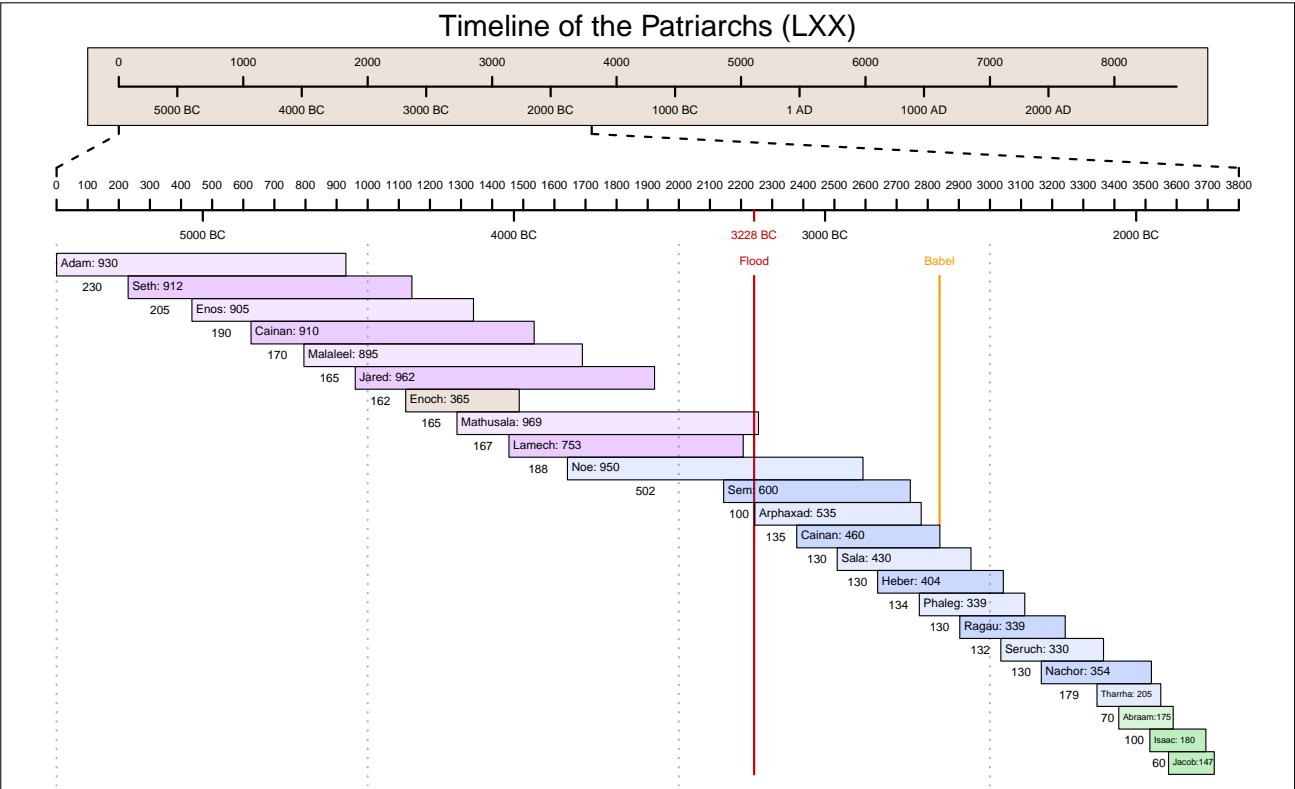 Timeline of the Patriarchs (LXX)
0 1000 2000 3000 4000 5000 6000 7000 8000
5000 BC 4000 BC 3000 BC 2000 BC 1000 BC 1 AD 1000 AD 2000 AD
0 100 200 300 400 500 600 700 800 900 1000 1100 1200 1300 1400 1500 1600 1700 1800 1900 2000 2100 2200 2300 2400 2500 2600 2700 2800 2900 3000 3100 3200 3300 3400 3500 3600 3700 3800
5000 BC 4000 BC 3228 BC 3000 BC 2000 BC
Flood Babel
Adam: 930
230 Seth: 912
205 Enos: 905
190 Cainan: 910
170 Malaleel: 895
165 Jared: 962
162 Enoch: 365
165 Mathusala: 969
167 Lamech: 753
188 Noe: 950
502 Sem: 600
100 Arphaxad: 535
135 Cainan: 460
130 Sala: 430
130 Heber: 404
134 Phaleg: 339
130 Ragau: 339
132 Seruch: 330
130 Nachor: 354
179 Tharrha: 205
70 Abraam:175
100 Isaac: 180
60 Jacob:147